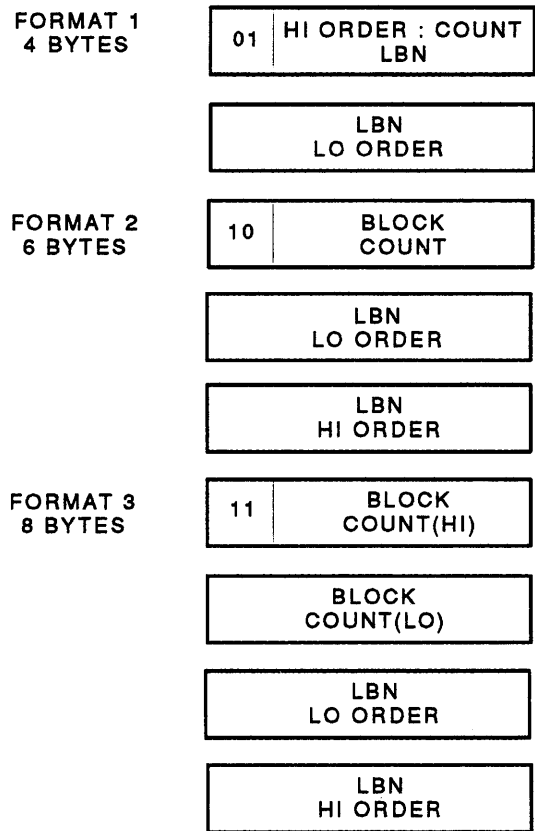 FORMAT 1
4 BYTES
01
HI ORDER : COUNT
LBN
LBN
LO ORDER
FORMAT 2
6 BYTES
10
BLOCK
COUNT
LBN
LO ORDER
LBN
HI ORDER
FORMAT 3
8 BYTES
11
BLOCK
COUNT(HI)
BLOCK
COUNT(LO)
LBN
LO ORDER
LBN
HI ORDER